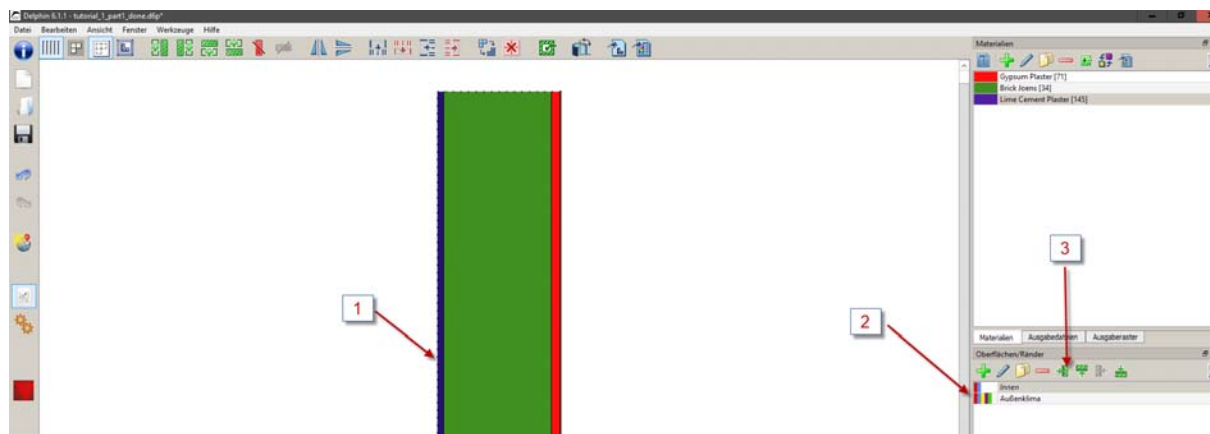 Delphin 6.1.1 - tutorial_1_part1_done.d6p*
Datei Bearbeiten Ansicht Fenster Werkzeuge Hilfe
Materialien
Gypsum Plaster [71]
Brick Joens [34]
Lime Cement Plaster [145]
3
1
2
Materialien Ausgabedateien Ausgaberaster
Oberflächen/Ränder
Innen
Außenklima